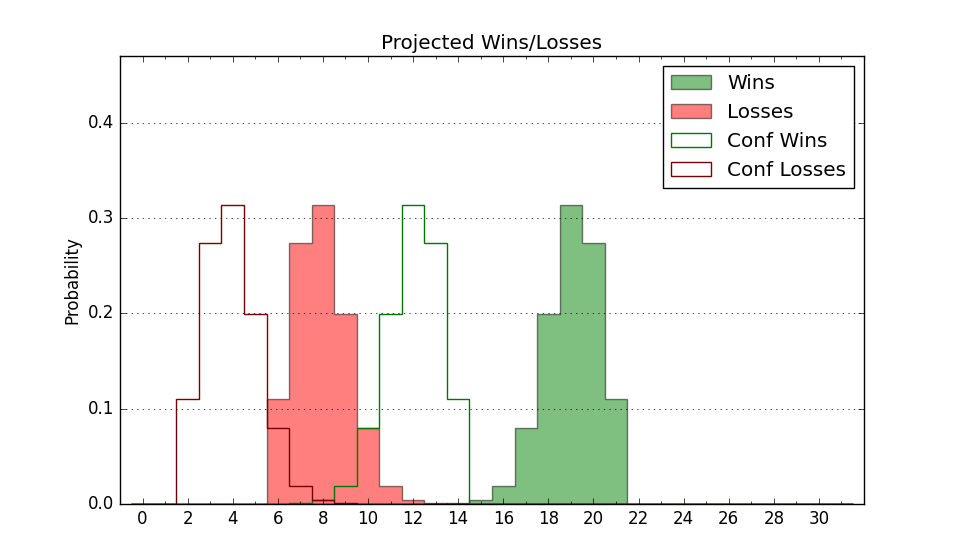 Projected Wins/Losses
Wins
Losses
Conf Wins
Conf Losses
Probability
0.4
0.3
0.2
0.1
0.0
0 2 4 6 8 10 12 14 16 18 20 22 24 26 28 30